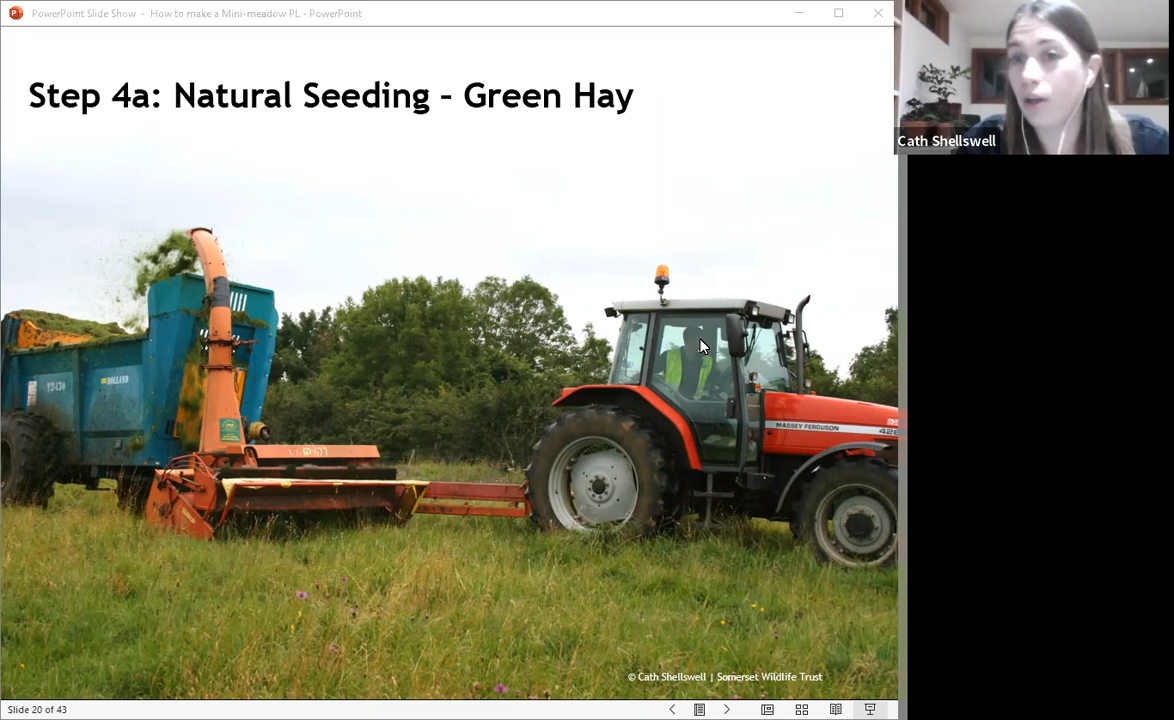 PowerPoint Slide Show - How to make a Mini-meadow PL - PowerPoint
Step 4a: Natural Seeding – Green Hay
Cath Shellswell
ROLLAND
MASSEY FERGUSON
© Cath Shellswell | Somerset Wildlife Trust
Slide 20 of 43